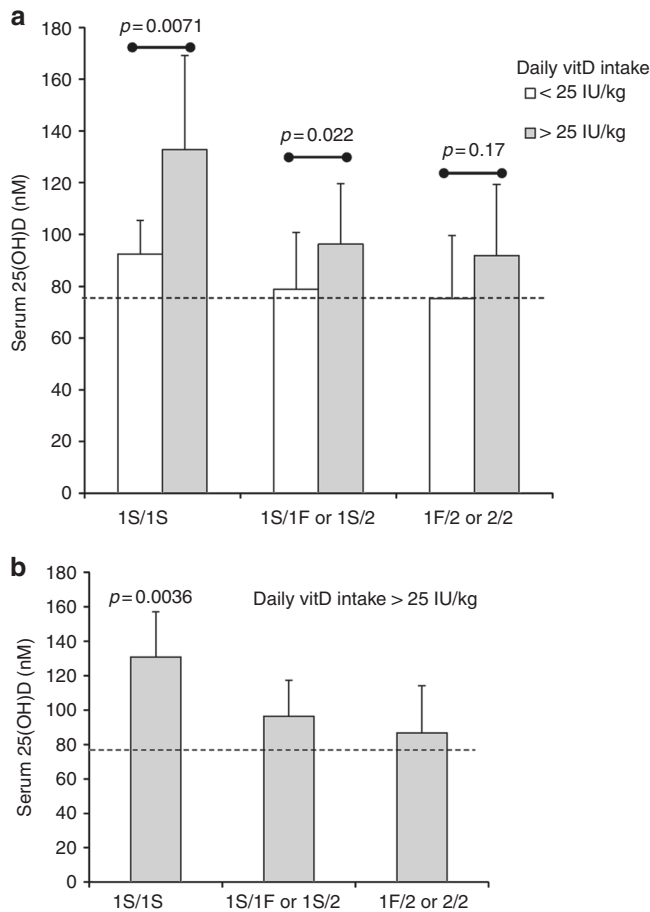 a
p=0.0071
Daily vitD intake
< 25 IU/kg
> 25 IU/kg
p=0.022
p=0.17
Serum 25(OH)D (nM)
180
160
140
120
100
80
60
40
20
0
1S/1S
1S/1F or 1S/2
1F/2 or 2/2
b
p=0.0036
Daily vitD intake > 25 IU/kg
Serum 25(OH)D (nM)
180
160
140
120
100
80
60
40
20
0
1S/1S
1S/1F or 1S/2
1F/2 or 2/2